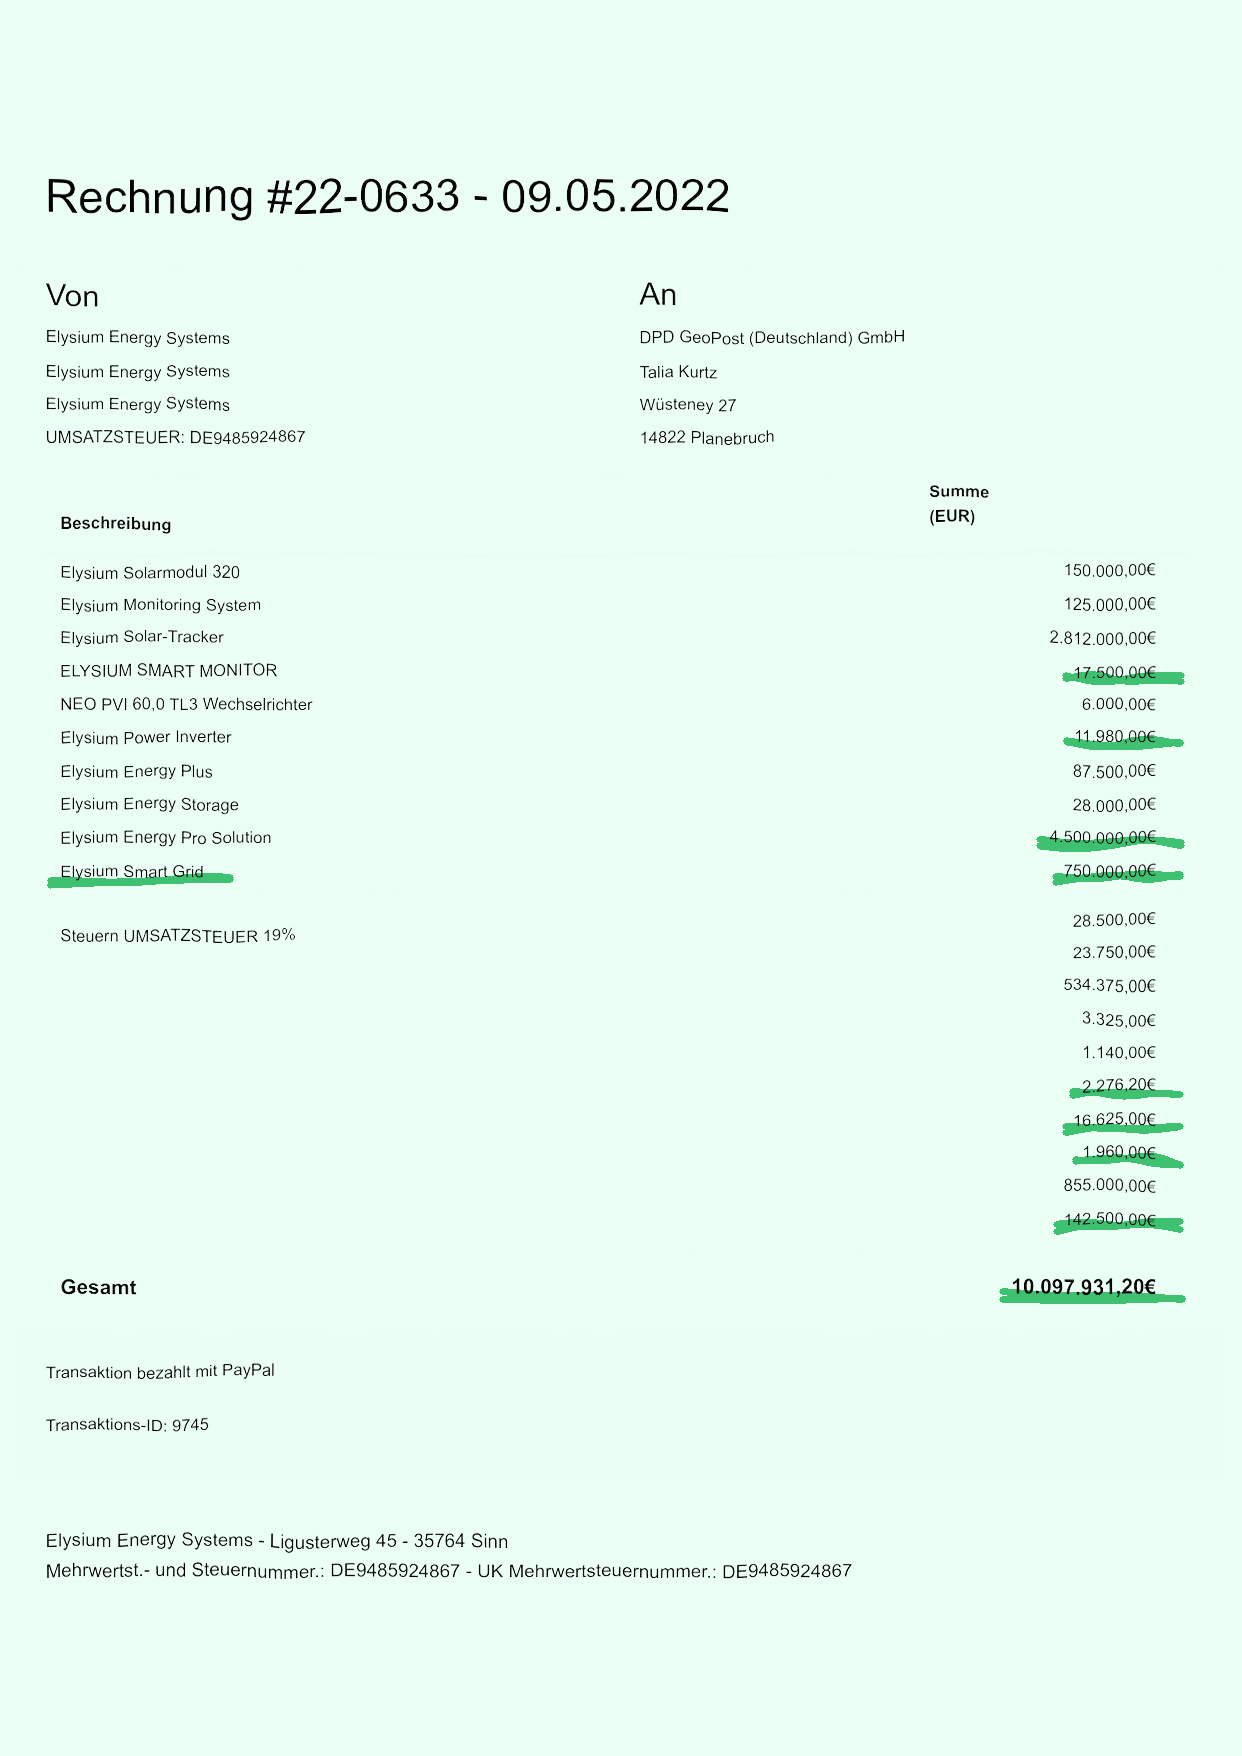 Rechnung #22-0633 - 09.05.2022
Von
Elysium Energy Systems
Elysium Energy Systems
Elysium Energy Systems
UMSATZSTEUER: DE9485924867
An
DPD GeoPost (Deutschland) GmbH
Talia Kurtz
Wüsteney 27
14822 Planebruch
Beschreibung Summe (EUR)
Elysium Solarmodul 320 150.000,00€
Elysium Monitoring System 125.000,00€
Elysium Solar-Tracker 2.812.000,00€
ELYSIUM SMART MONITOR 17.500,00€
NEO PVI 60,0 TL3 Wechselrichter 6.000,00€
Elysium Power Inverter 11.980,00€
Elysium Energy Plus 87.500,00€
Elysium Energy Storage 28.000,00€
Elysium Energy Pro Solution 4.500.000,00€
Elysium Smart Grid 750.000,00€
Steuern UMSATZSTEUER 19% 28.500,00€
23.750,00€
534.375,00€
3.325,00€
1.140,00€
2.276,20€
16.625,00€
1.960,00€
855.000,00€
142.500,00€
Gesamt 10.097.931,20€
Transaktion bezahlt mit PayPal
Transaktions-ID: 9745
Elysium Energy Systems - Ligusterweg 45 - 35764 Sinn
Mehrwertst.- und Steuernummer.: DE9485924867 - UK Mehrwertsteuernummer.: DE9485924867